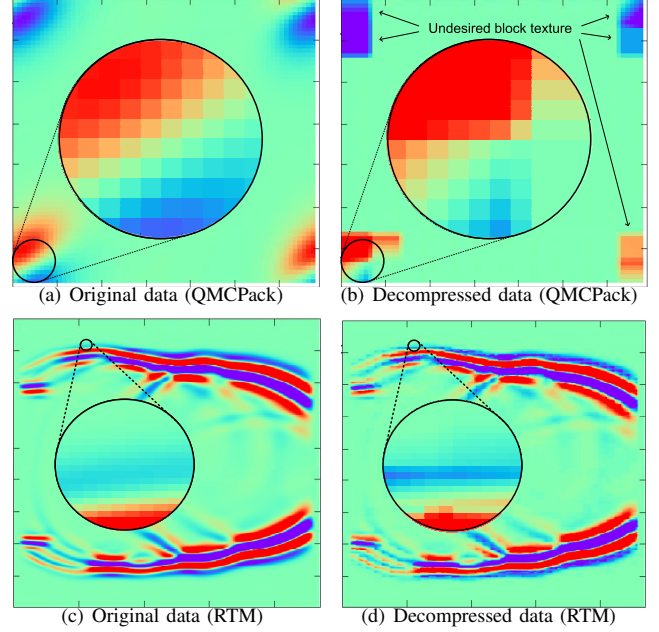 Undesired block texture
(a) Original data (QMCPack)
(b) Decompressed data (QMCPack)
(c) Original data (RTM)
(d) Decompressed data (RTM)